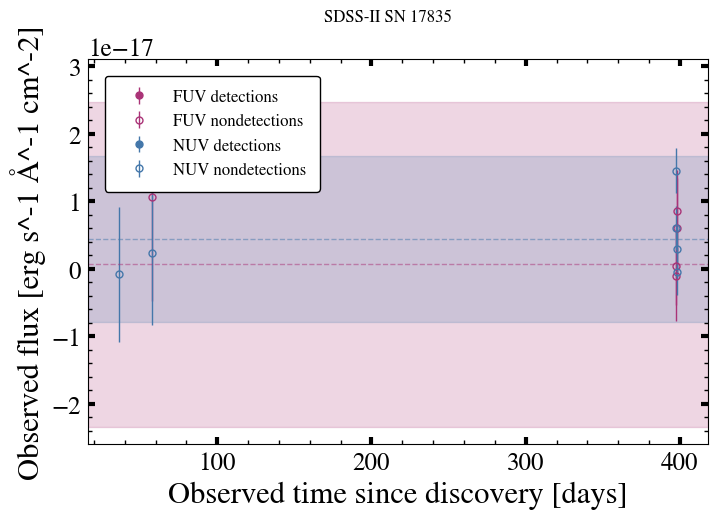 SDSS-II SN 17835
1e−17
3
2
1
0
−1
−2
Observed flux [erg s^-1 Å^-1 cm^-2]
FUV detections
FUV nondetections
NUV detections
NUV nondetections
100 200 300 400
Observed time since discovery [days]